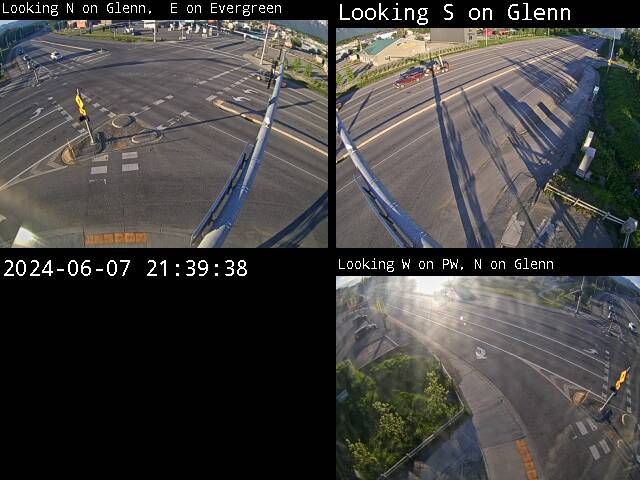 Looking N on Glenn, E on Evergreen
Looking S on Glenn
2024-06-07 21:39:38
Looking W on PW, N on Glenn